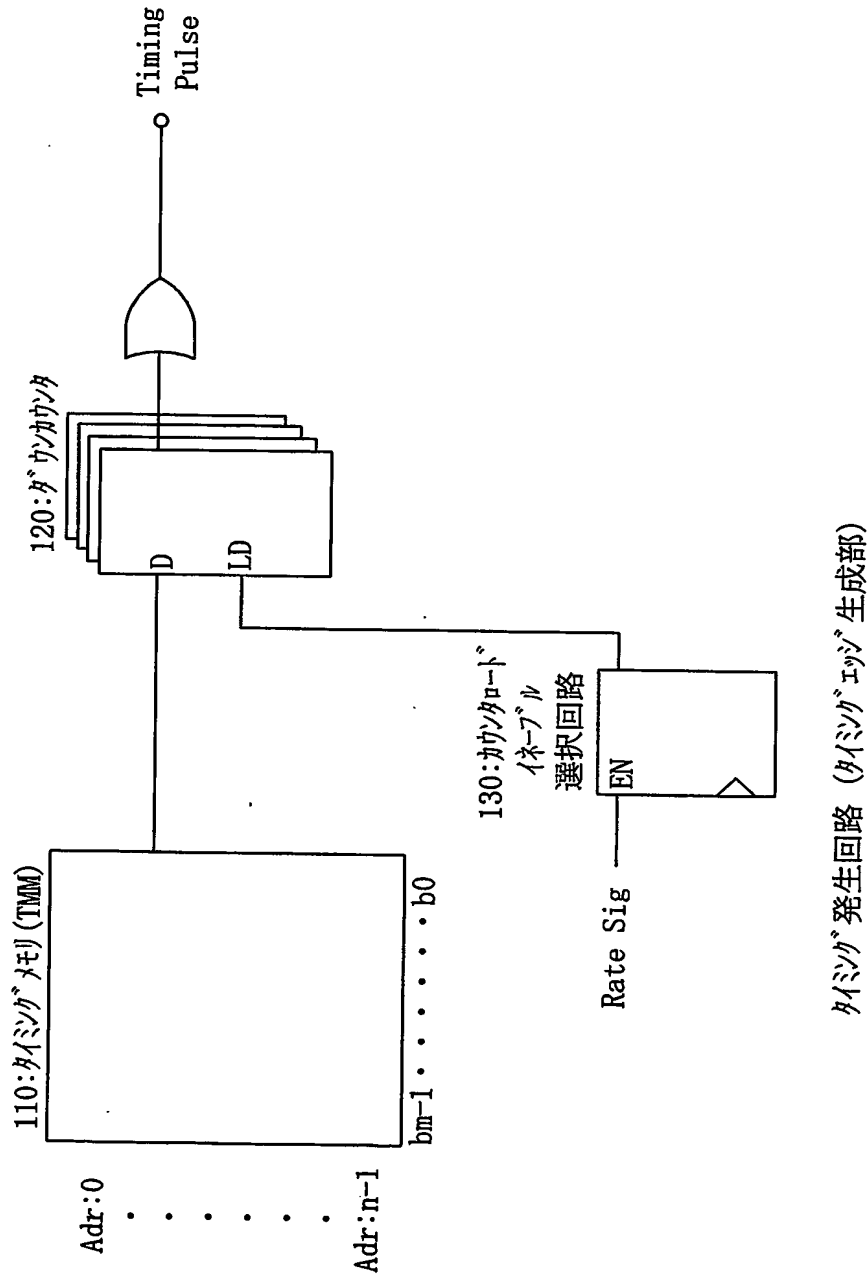 110:ﾀｲﾐﾝｸﾞﾒﾓﾘ(TMM)
Adr:0
Adr:n-1
bm-1 ・・・・・・・ b0
120:ﾀﾞｳﾝｶｳﾝﾀ
D
LD
Timing
Pulse
130:ｶｳﾝﾀﾛｰﾄﾞ
ｲﾈｰﾌﾞﾙ
選択回路
EN
Rate Sig
ﾀｲﾐﾝｸﾞ発生回路 (ﾀｲﾐﾝｸﾞｴｯｼﾞ生成部)